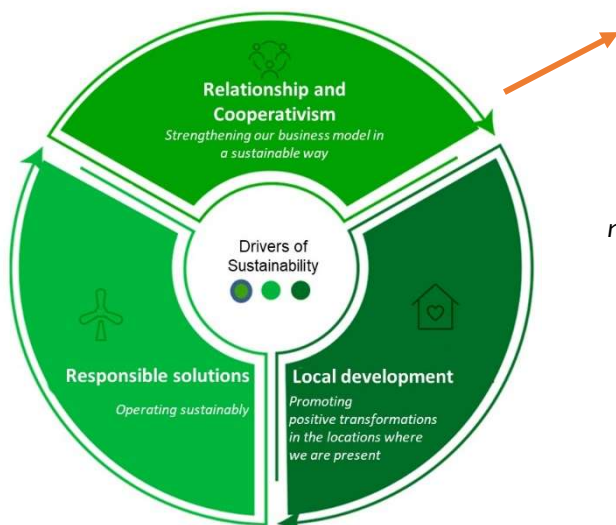 Relationship and
Cooperativism
Strengthening our business model in
a sustainable way
Drivers of
Sustainability
Responsible solutions
Operating sustainably
Local development
Promoting
positive transformations
in the locations where
we are present